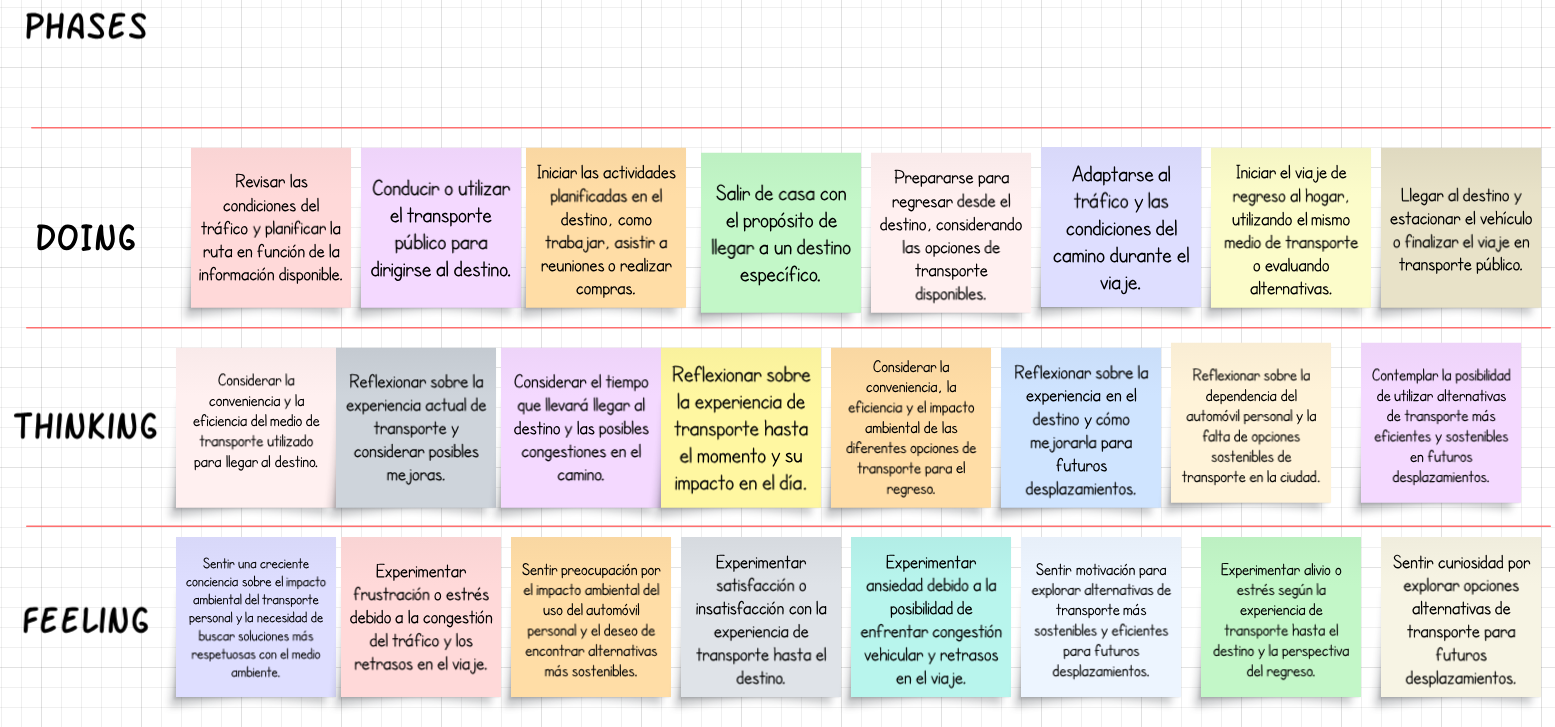 PHASES
DOING
Revisar las
condiciones del
tráfico y planificar la
ruta en función de la
información disponible.
Conducir o utilizar
el transporte
público para
dirigirse al destino.
Iniciar las actividades
planificadas en el
destino, como
trabajar, asistir a
reuniones o realizar
compras.
Salir de casa con
el propósito de
llegar a un destino
específico.
Prepararse para
regresar desde el
destino, considerando
las opciones de
transporte
disponibles.
Adaptarse al
tráfico y las
condiciones del
camino durante el
viaje.
Iniciar el viaje de
regreso al hogar,
utilizando el mismo
medio de transporte
o evaluando
alternativas.
Llegar al destino y
estacionar el vehículo
o finalizar el viaje en
transporte público.
THINKING
Considerar la
conveniencia y la
eficiencia del medio de
transporte utilizado
para llegar al destino.
Reflexionar sobre la
experiencia actual de
transporte y
considerar posibles
mejoras.
Considerar el tiempo
que llevará llegar al
destino y las posibles
congestiones en el
camino.
Reflexionar sobre
la experiencia de
transporte hasta
el momento y su
impacto en el día.
Considerar la
conveniencia, la
eficiencia y el impacto
ambiental de las
diferentes opciones de
transporte para el
regreso.
Reflexionar sobre la
experiencia en el
destino y cómo
mejorarla para
futuros
desplazamientos.
Reflexionar sobre la
dependencia del
automóvil personal y la
falta de opciones
sostenibles de
transporte en la ciudad.
Contemplar la posibilidad
de utilizar alternativas
de transporte más
eficientes y sostenibles
en futuros
desplazamientos.
FEELING
Sentir una creciente
conciencia sobre el impacto
ambiental del transporte
personal y la necesidad de
buscar soluciones más
respetuosas con el medio
ambiente.
Experimentar
frustración o estrés
debido a la congestión
del tráfico y los
retrasos en el viaje.
Sentir preocupación por
el impacto ambiental del
uso del automóvil
personal y el deseo de
encontrar alternativas
más sostenibles.
Experimentar
satisfacción o
insatisfacción con la
experiencia de
transporte hasta el
destino.
Experimentar
ansiedad debido a la
posibilidad de
enfrentar congestión
vehicular y retrasos
en el viaje.
Sentir motivación para
explorar alternativas de
transporte más
sostenibles y eficientes
para futuros
desplazamientos.
Experimentar alivio o
estrés según la
experiencia de
transporte hasta el
destino y la perspectiva
del regreso.
Sentir curiosidad por
explorar opciones
alternativas de
transporte para
futuros
desplazamientos.